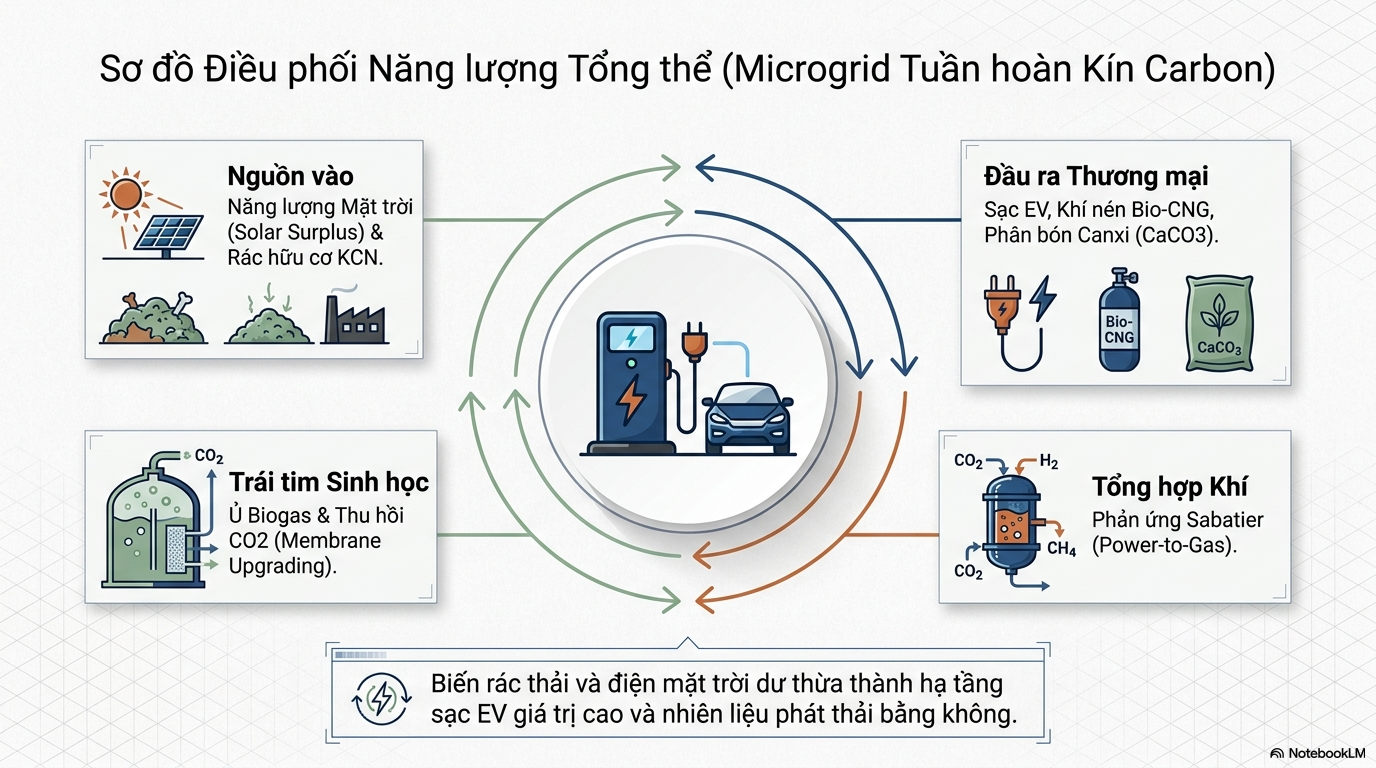 Sơ đồ Điều phối Năng lượng Tổng thể (Microgrid Tuần hoàn Kín Carbon)
Nguồn vào
Năng lượng Mặt trời
(Solar Surplus) &
Rác hữu cơ KCN.
Đầu ra Thương mại
Sạc EV, Khí nén Bio-CNG,
Phân bón Canxi (CaCO3).
Bio-
CNG
CaCO₃
CO₂
Trái tim Sinh học
Ủ Biogas & Thu hồi
CO2 (Membrane
Upgrading).
CO₂
H₂
CH₄
CO₂
Tổng hợp Khí
Phản ứng Sabatier
(Power-to-Gas).
Biến rác thải và điện mặt trời dư thừa thành hạ tầng
sạc EV giá trị cao và nhiên liệu phát thải bằng không.
NotebookLM